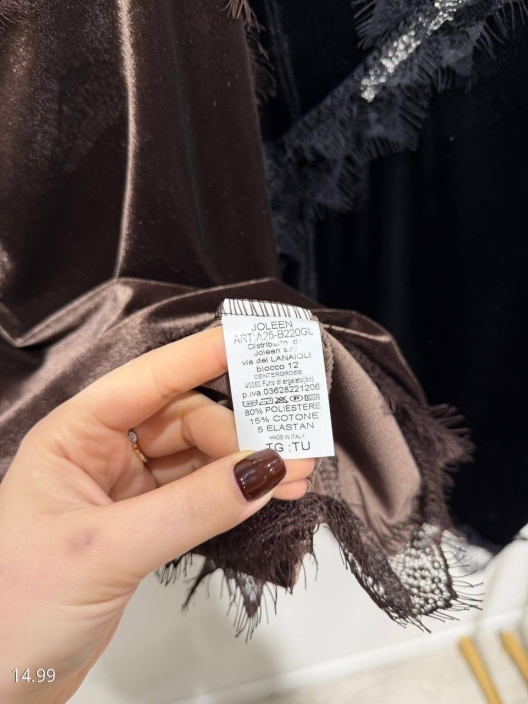 JOLEEN
ART:A25-B220GL
Distribuito da
Joleen s.r.l
via dei LANAIOLI
blocco 12
CENTERGROSS
40050 Funo di argelato(bo)
p.iva 03628221206
80% POLIESTERE
15% COTONE
5 ELASTAN
MADE IN ITALY
TG :TU
14.99